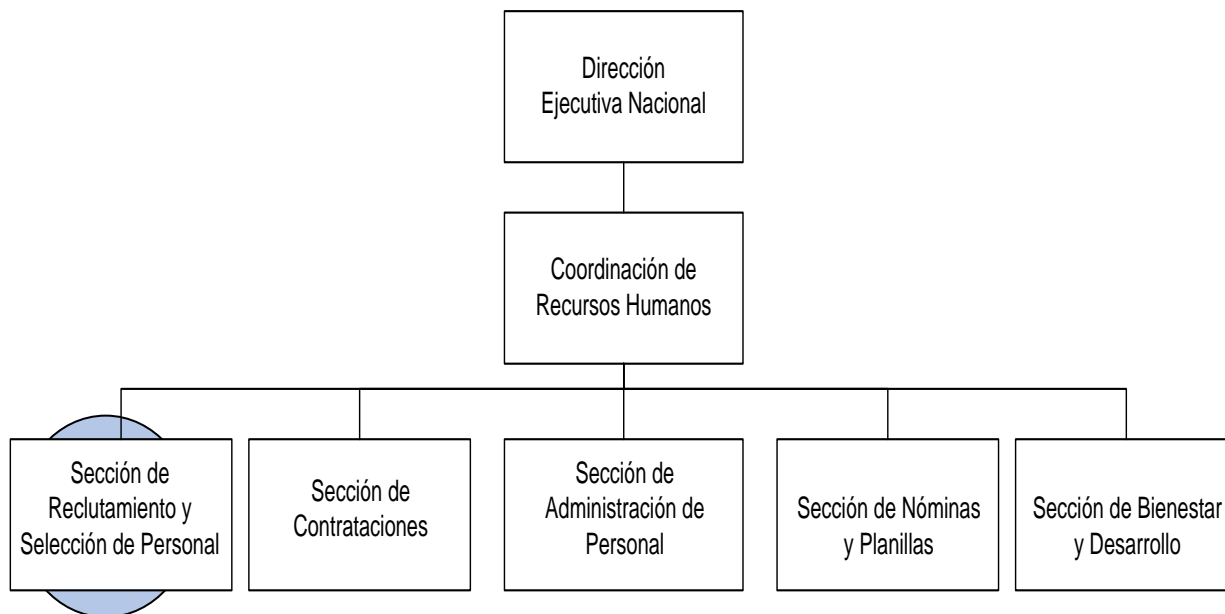 Dirección
Ejecutiva Nacional
Coordinación de
Recursos Humanos
Sección de
Reclutamiento y
Selección de Personal
Sección de
Contrataciones
Sección de
Administración de
Personal
Sección de Nóminas
y Planillas
Sección de Bienestar
y Desarrollo